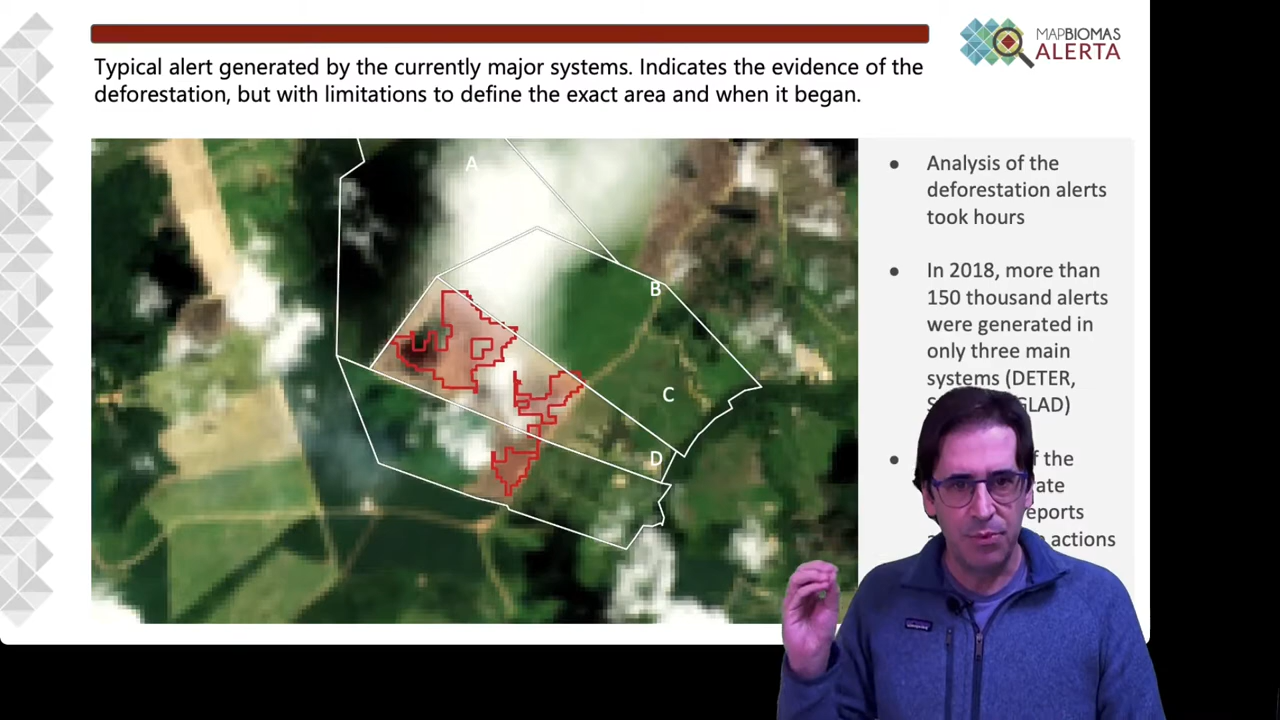 MAPBIOMAS
ALERTA
Typical alert generated by the currently major systems. Indicates the evidence of the
deforestation, but with limitations to define the exact area and when it began.
A
B
C
D
● Analysis of the
deforestation alerts
took hours
● In 2018, more than
150 thousand alerts
were generated in
only three main
systems (DETER,
GLAD)
● f the
rate
eports
actions
patagonia